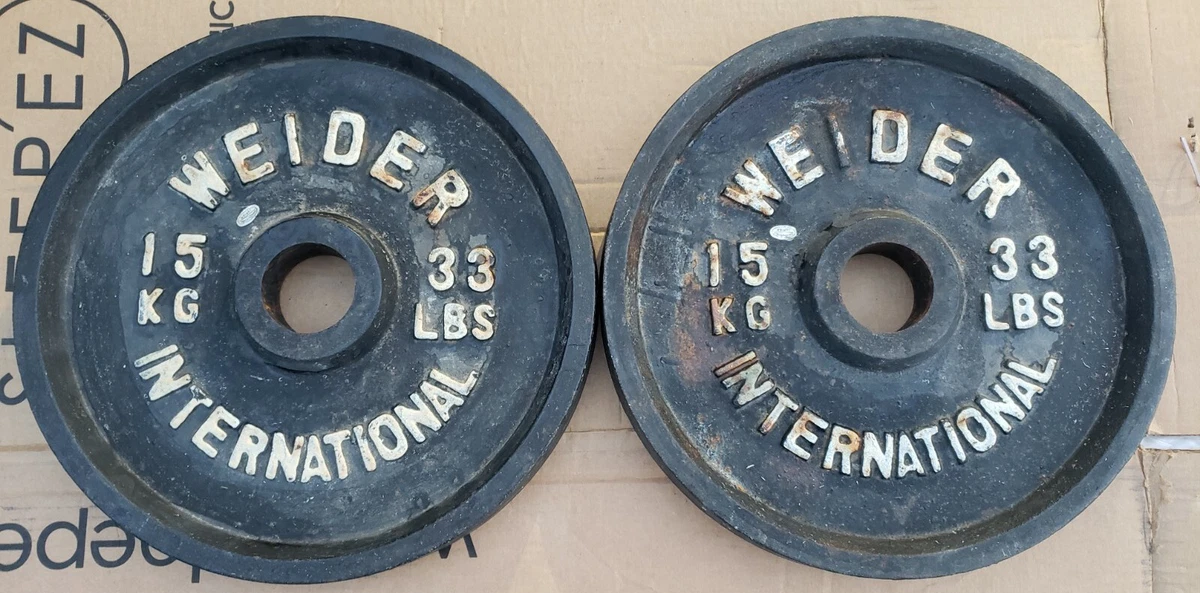 WEIDER
15 33
KG LBS
INTERNATIONAL
WEIDER
15 33
KG LBS
INTERNATIONAL